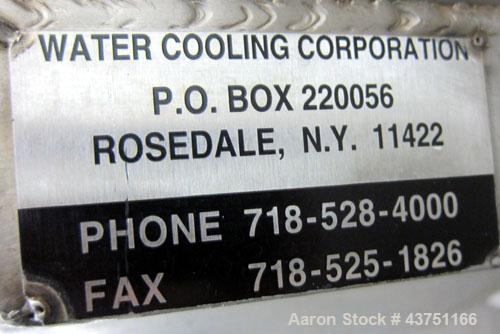 WATER COOLING CORPORATION
P.O. BOX 220056
ROSEDALE, N.Y. 11422
PHONE 718-528-4000
FAX 718-525-1826
Aaron Stock # 43751166